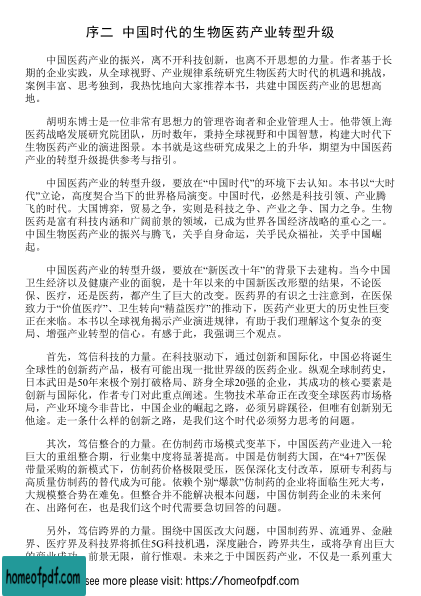 序二 中国时代的生物医药产业转型升级
中国医药产业的振兴，离不开科技创新，也离不开思想的力量。作者基于长
期的企业实践，从全球视野、产业规律系统研究生物医药大时代的机遇和挑战，
案例丰富、思考独到，我热忱地向大家推荐本书，共建中国医药产业的思想高
地。
胡明东博士是一位非常有思想力的管理咨询者和企业管理人士。他带领上海
医药战略发展研究院团队，历时数年，秉持全球视野和中国智慧，构建大时代下
生物医药产业的演进图景。本书就是这些研究成果之上的升华，期望为中国医药
产业的转型升级提供参考与指引。
中国医药产业的转型升级，要放在“中国时代”的环境下去认知。本书以“大时
代”立论，高度契合当下的世界格局演变。中国时代，必然是科技引领、产业腾
飞的时代。大国博弈，贸易之争，实则是科技之争、产业之争、国力之争。生物
医药是富有科技内涵和广阔前景的领域，已成为世界各国经济战略的重心之一。
中国生物医药产业的振兴与腾飞，关乎自身命运，关乎民众福祉，关乎中国崛
起。
中国医药产业的转型升级，要放在“新医改十年”的背景下去建构。当今中国
卫生经济以及健康产业的面貌，是十年以来的中国新医改形塑的结果，不论医
保、医疗，还是医药，都产生了巨大的改变。医药界的有识之士注意到，在医保
致力于“价值医疗”、卫生转向“精益医疗”的推动下，医药产业更大的历史性巨变
正在来临。本书以全球视角揭示产业演进规律，有助于我们理解这个复杂的变
局、增强产业转型的信心。有感于此，我强调三个观点。
首先，笃信科技的力量。在科技驱动下，通过创新和国际化，中国必将诞生
全球性的创新药产品，极有可能出现一批世界级的医药企业。纵观全球制药史，
日本武田是50年来极个别打破格局、跻身全球20强的企业，其成功的核心要素是
创新与国际化，作者专门对此重点阐述。生物技术革命正在改变全球医药市场格
局，产业环境今非昔比，中国企业的崛起之路，必须另辟蹊径，但唯有创新别无
他途。走一条什么样的创新之路，是我们这个时代必须努力思考的问题。
其次，笃信整合的力量。在仿制药市场模式变革下，中国医药产业进入一轮
巨大的重组整合期，行业集中度将显著提高。中国是仿制药大国，在“4+7”医保
带量采购的新模式下，仿制药价格极限受压，医保深化支付改革，原研专利药与
高质量仿制药的替代成为可能。依赖个别“爆款”仿制药的企业将面临生死大考，
大规模整合势在难免。但整合并不能解决根本问题，中国仿制药企业的未来何
在、出路何在，也是我们这个时代需要急切回答的问题。
另外，笃信跨界的力量。围绕中国医改大问题，中国制药界、流通界、金融
界、医疗界及科技界将抓住5G科技机遇，深度融合，跨界共生，或将孕育出巨大
的商业成功，前景无限，前行惟艰。未来之于中国医药产业，不仅是一系列重大
homeofpdf.com
see more please visit: https://homeofpdf.com